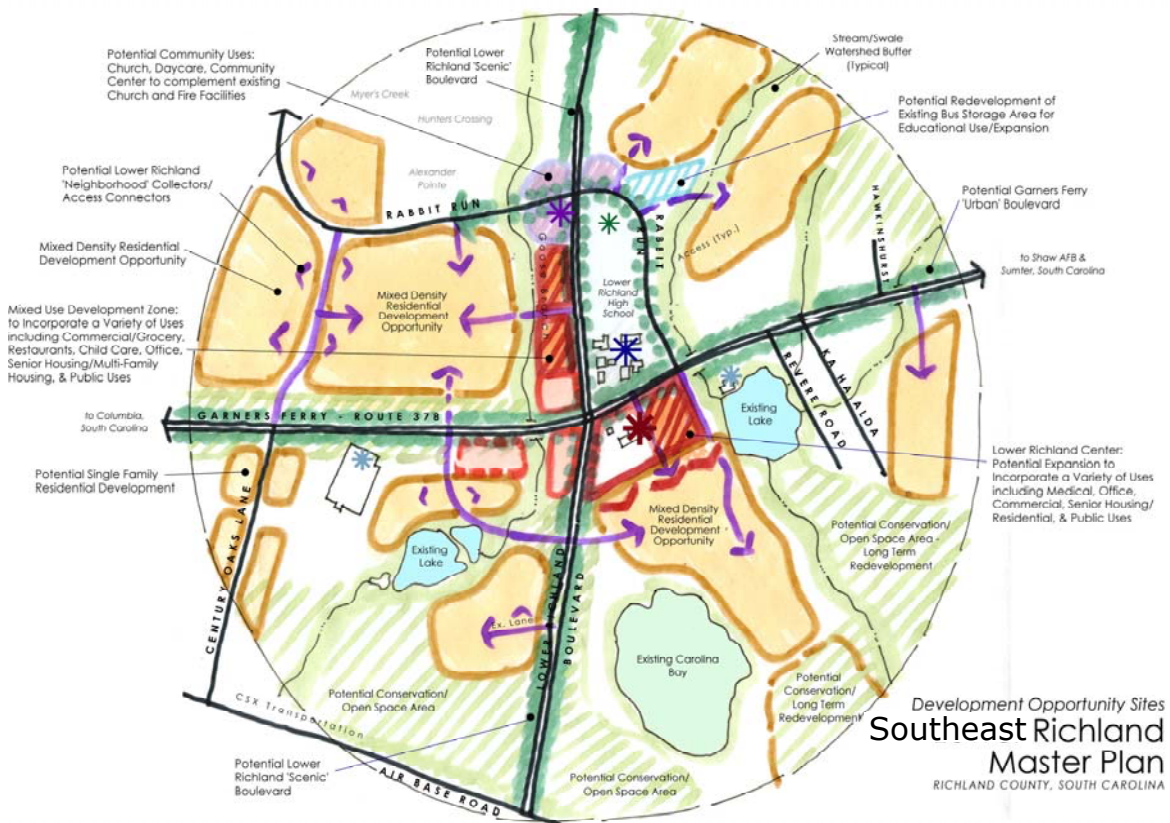 Potential Community Uses:
Church, Daycare, Community
Center to complement existing
Church and Fire Facilities
Potential Lower
Richland 'Scenic'
Boulevard
Stream/Swale
Watershed Buffer
(Typical)
Myer's Creek
Hunters Crossing
Potential Redevelopment of
Existing Bus Storage Area for
Educational Use/Expansion
Potential Lower Richland
'Neighborhood' Collectors/
Access Connectors
Alexander
Pointe
RABBIT RUN
RABBIT RUN
Access (Typ.)
HAWKINSHURST
Potential Garners Ferry
'Urban' Boulevard
to Shaw AFB &
Sumter, South Carolina
Mixed Density Residential
Development Opportunity
Mixed Density
Residential
Development
Opportunity
Lower
Richland
High
School
Mixed Use Development Zone:
to Incorporate a Variety of Uses
including Commercial/Grocery,
Restaurants, Child Care, Office,
Senior Housing/Multi-Family
Housing, & Public Uses
to Columbia,
South Carolina
GARNERS FERRY - ROUTE 378
Existing
Lake
REVERE ROAD
KA HALALDA
Potential Single Family
Residential Development
Lower Richland Center:
Potential Expansion to
Incorporate a Variety of Uses
including Medical, Office,
Commercial, Senior Housing/
Residential, & Public Uses
CENTURY OAKS LANE
Mixed Density
Residential
Development
Opportunity
Potential Conservation/
Open Space Area -
Long Term
Redevelopment
Existing
Lake
Ex. Lane
LOWER RICHLAND
BOULEVARD
Existing Carolina
Bay
Potential
Conservation/
Long Term
Redevelopment
Potential Conservation/
Open Space Area
CSX Transportation
AIR BASE ROAD
Potential Lower
Richland 'Scenic'
Boulevard
Potential Conservation/
Open Space Area
Development Opportunity Sites
Southeast Richland
Master Plan
RICHLAND COUNTY, SOUTH CAROLINA